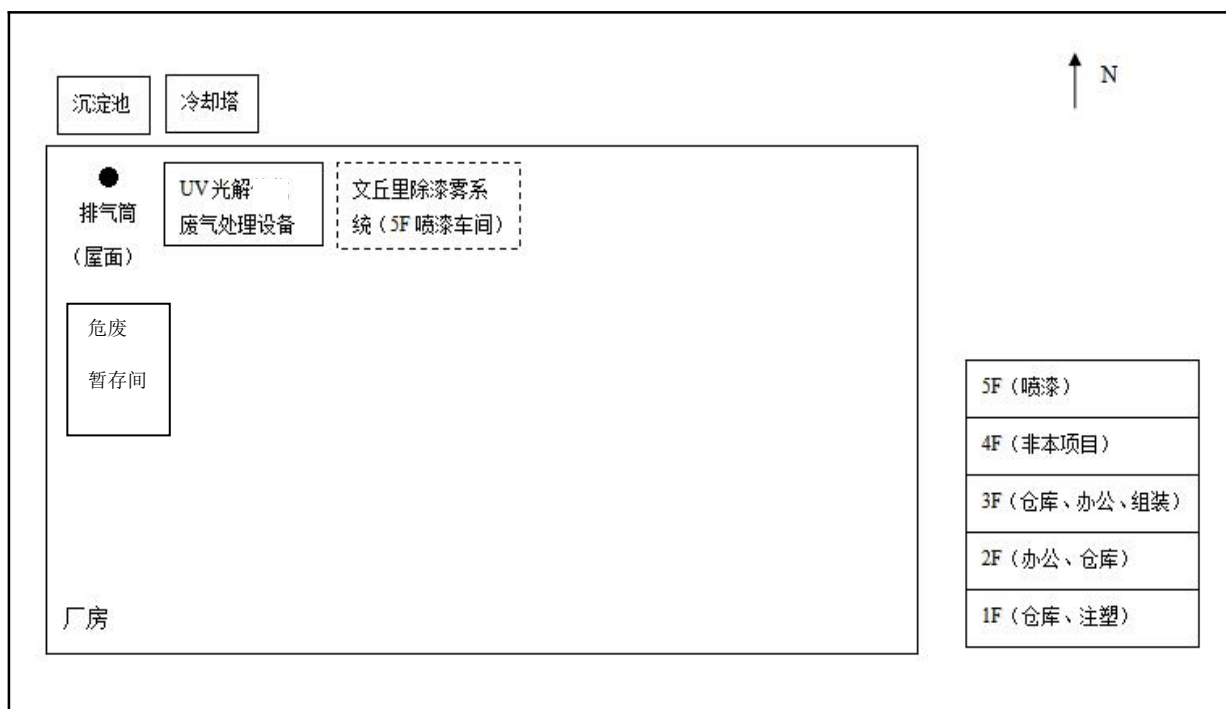 N
沉淀池
冷却塔
排气筒
（屋面）
UV光解
废气处理设备
文丘里除漆雾系
统（5F喷漆车间）
危废
暂存间
厂房
5F（喷漆）
4F（非本项目）
3F（仓库、办公、组装）
2F（办公、仓库）
1F（仓库、注塑）